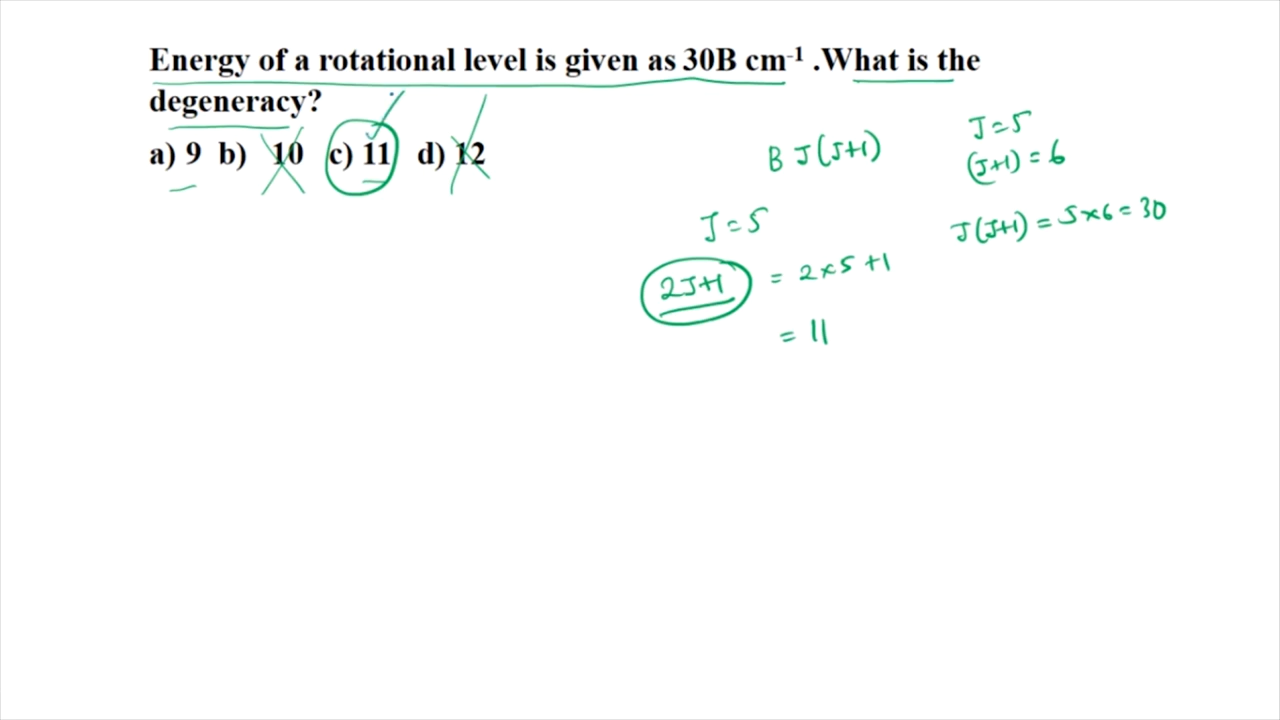 Energy of a rotational level is given as 30B cm⁻¹ .What is the
degeneracy?
a) 9 b) 10 c) 11 d) 12
B J(J+1)
J=5
(J+1) = 6
J(J+1) = 5×6 = 30
J=5
2J+1 = 2×5+1
= 11